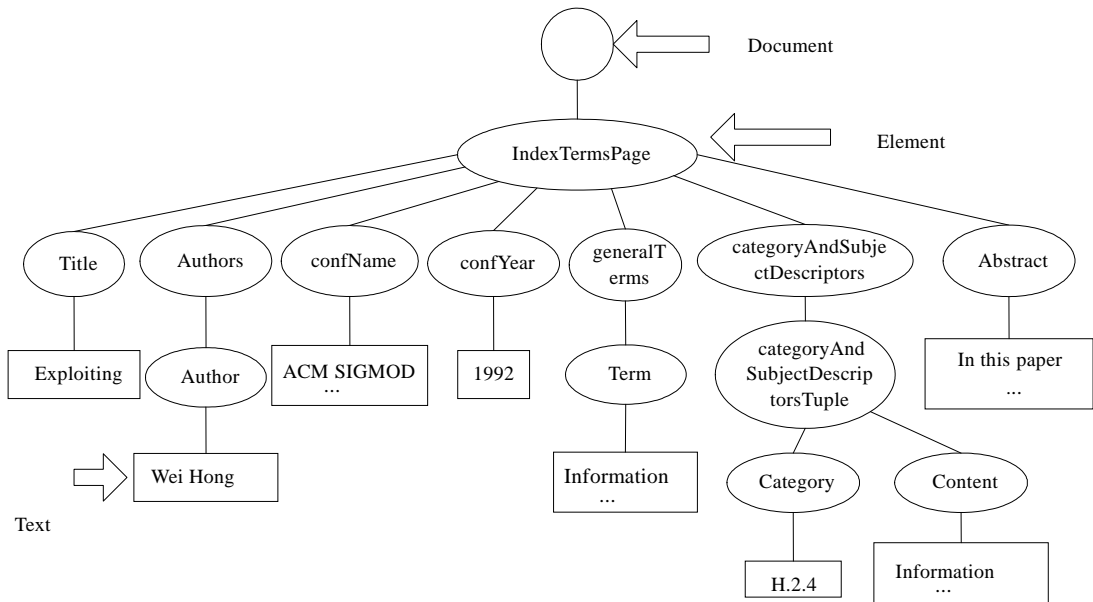 Document
Element
IndexTermsPage
Title
Authors
confName
confYear
generalT
erms
categoryAndSubje
ctDescriptors
Abstract
Exploiting
Author
ACM SIGMOD
...
1992
Term
categoryAnd
SubjectDescrip
torsTuple
In this paper
...
Wei Hong
Information
...
Category
Content
Text
H.2.4
Information
...